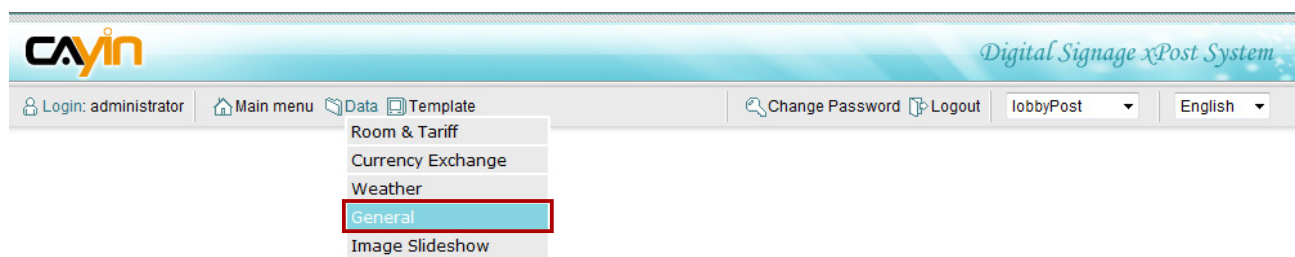 CAYIN
Digital Signage xPost System
Login: administrator Main menu Data Template Change Password Logout lobbyPost English
Room & Tariff
Currency Exchange
Weather
General
Image Slideshow